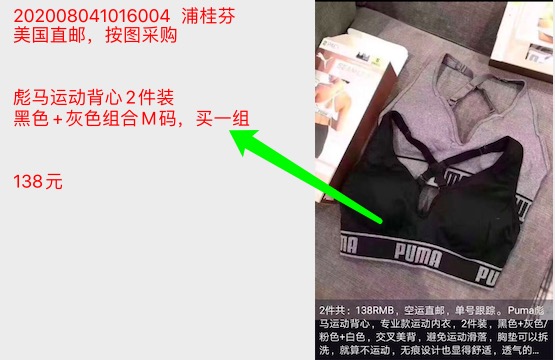 202008041016004 浦桂芬
美国直邮，按图采购
彪马运动背心2件装
黑色+灰色组合M码，买一组
138元
PUMA
PU
2件共：138RMB，空运直邮，单号跟踪。Puma彪
马运动背心，专业款运动内衣，2件装，黑色+灰色/
粉色+白色，交叉美背，避免运动滑落，胸垫可以拆
洗，就算不运动，无痕设计也显得舒适，透气的...